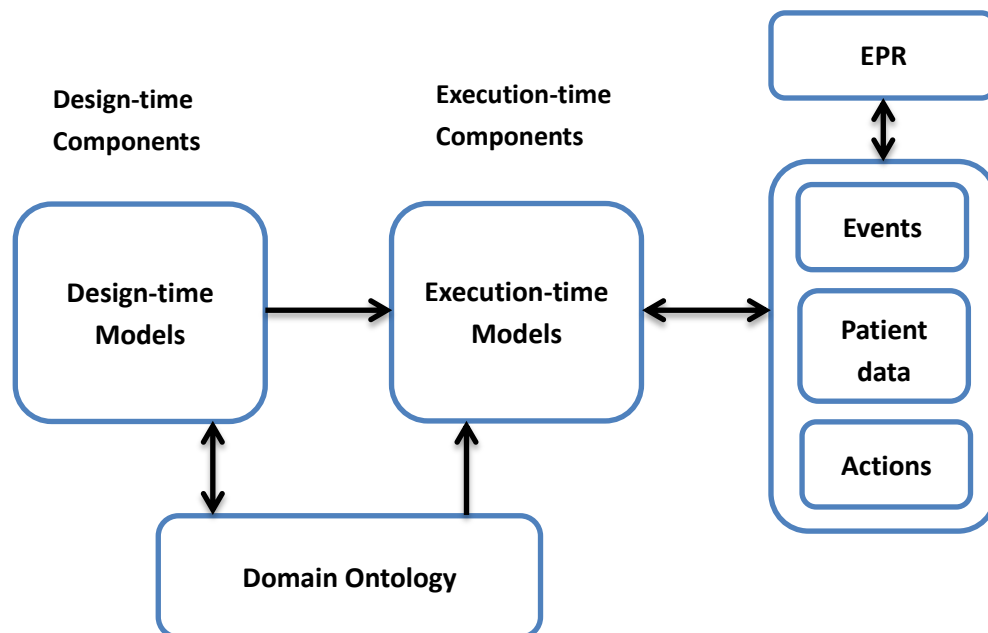 EPR
Design-time
Components
Execution-time
Components
Design-time
Models
Execution-time
Models
Events
Patient
data
Actions
Domain Ontology